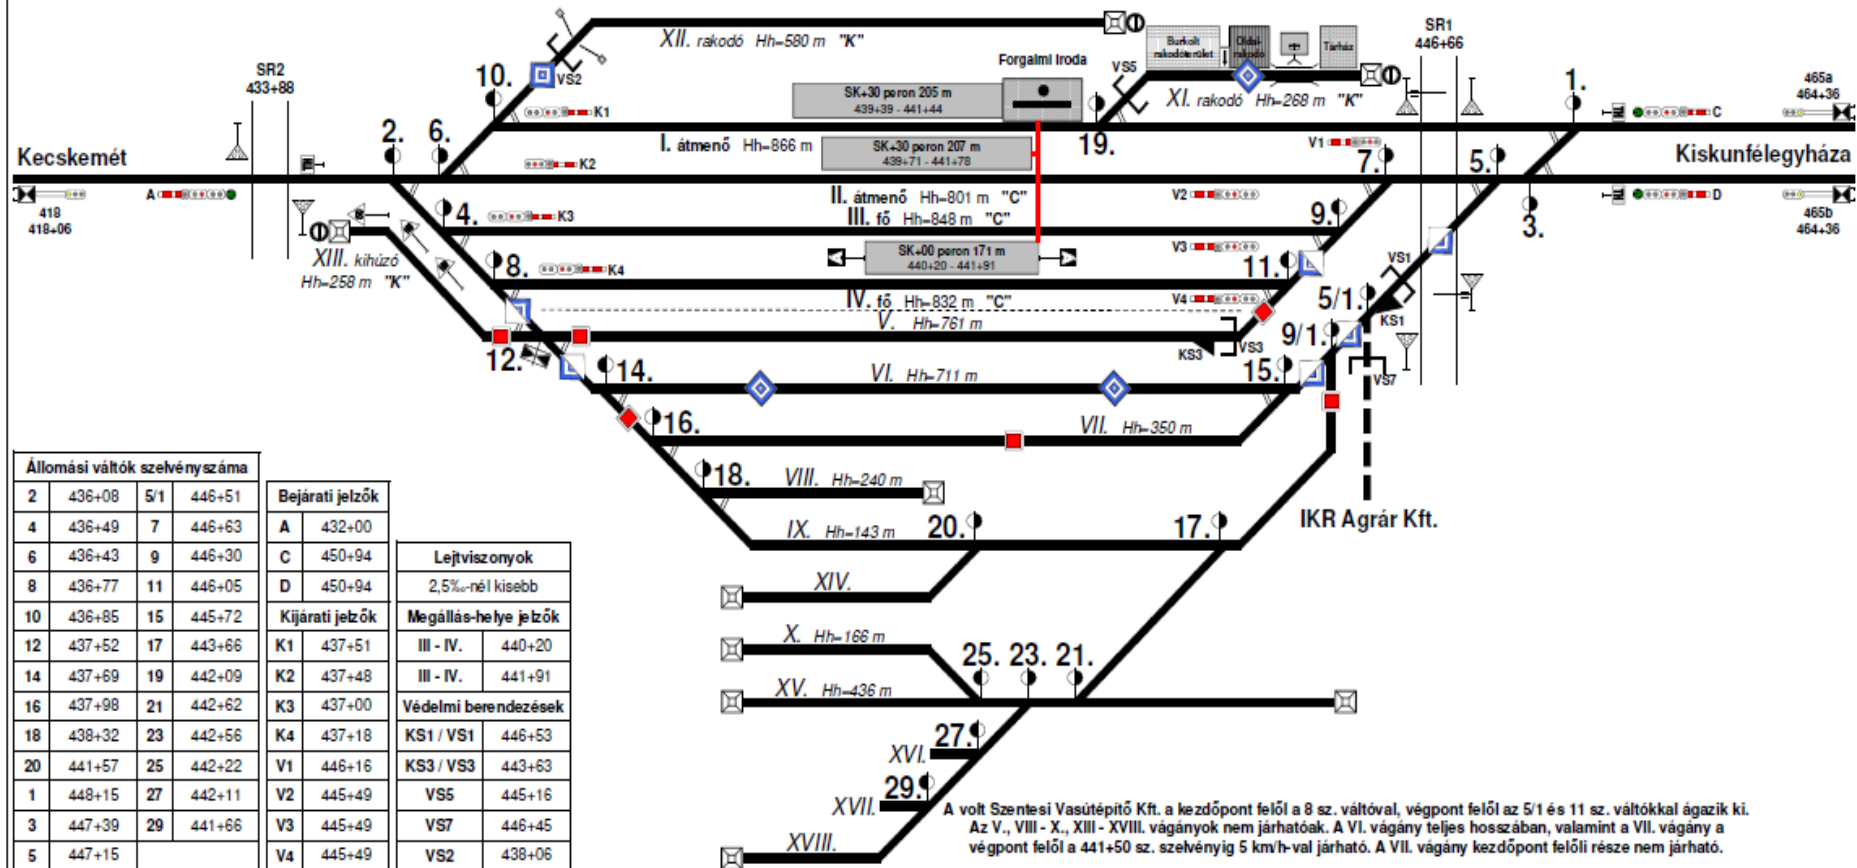 XII. rakodó Hh=580 m "K"
VS2
10.
Forgalmi Iroda
VS5
Burkolt rakodóterület
Oldal-rakodó
Tárház
SR1
446+66
1.
465a
464+36
SR2
433+88
SK+30 peron 205 m
439+39 - 441+44
XI. rakodó Hh=268 m "K"
K1
C
2.
6.
I. átmenő Hh=866 m
SK+30 peron 207 m
439+71 - 441+78
19.
V1
7.
5.
Kecskemét
K2
Kiskunfélegyháza
418
418+06
A
II. átmenő Hh=801 m "C"
V2
D
465b
464+36
4.
K3
III. fő Hh=848 m "C"
9.
3.
XIII. kihúzó
Hh=258 m "K"
SK+00 peron 171 m
440+20 - 441+91
V3
8.
K4
11.
VS1
IV. fő Hh=832 m "C"
V4
5/1.
KS1
V. Hh=761 m
9/1.
12.
KS3
VS3
14.
VI. Hh=711 m
15.
VS7
16.
VII. Hh=350 m
18.
VIII. Hh=240 m
IKR Agrár Kft.
IX. Hh=143 m
20.
17.
XIV.
X. Hh=166 m
25.
23.
21.
XV. Hh=436 m
27.
XVI.
29.
XVII.
XVIII.
Állomási váltók szelvényszáma
2 436+08 5/1 446+51
4 436+49 7 446+63
6 436+43 9 446+30
8 436+77 11 446+05
10 436+85 15 445+72
12 437+52 17 443+66
14 437+69 19 442+09
16 437+98 21 442+62
18 438+32 23 442+56
20 441+57 25 442+22
1 448+15 27 442+11
3 447+39 29 441+66
5 447+15
Bejárati jelzők
A 432+00
C 450+94
D 450+94
Kijárati jelzők
K1 437+51
K2 437+48
K3 437+00
K4 437+18
V1 446+16
V2 445+49
V3 445+49
V4 445+49
Lejtviszonyok
2,5‰-nél kisebb
Megállás-helye jelzők
III - IV. 440+20
III - IV. 441+91
Védelmi berendezések
KS1 / VS1 446+53
KS3 / VS3 443+63
VS5 445+16
VS7 446+45
VS2 438+06
A volt Szentesi Vasútépítő Kft. a kezdőpont felől a 8 sz. váltóval, végpont felől az 5/1 és 11 sz. váltókkal ágazik ki.
Az V., VIII - X., XIII - XVIII. vágányok nem járhatóak. A VI. vágány teljes hosszában, valamint a VII. vágány a
végpont felől a 441+50 sz. szelvényig 5 km/h-val járható. A VII. vágány kezdőpont felőli része nem járható.